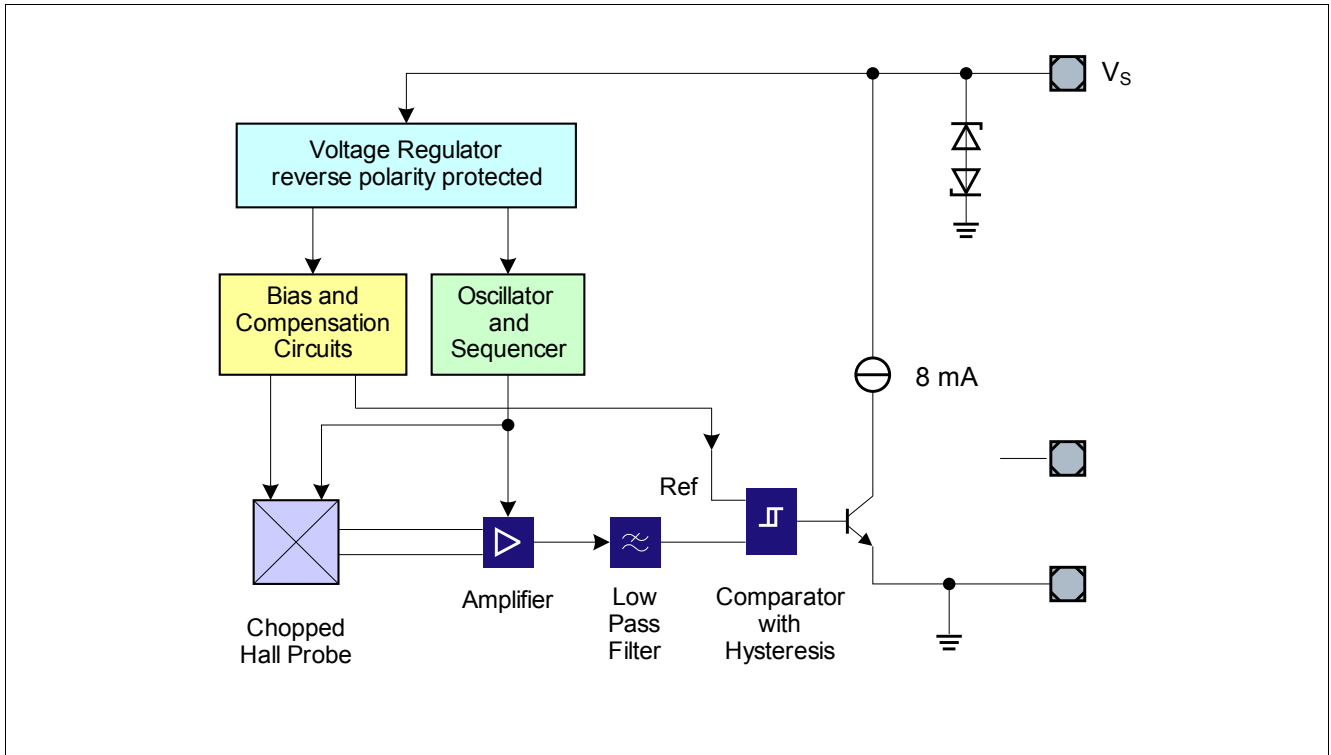 V_S
Voltage Regulator
reverse polarity protected
Bias and
Compensation
Circuits
Oscillator
and
Sequencer
8 mA
Ref
Amplifier
Low
Pass
Filter
Comparator
with
Hysteresis
Chopped
Hall Probe